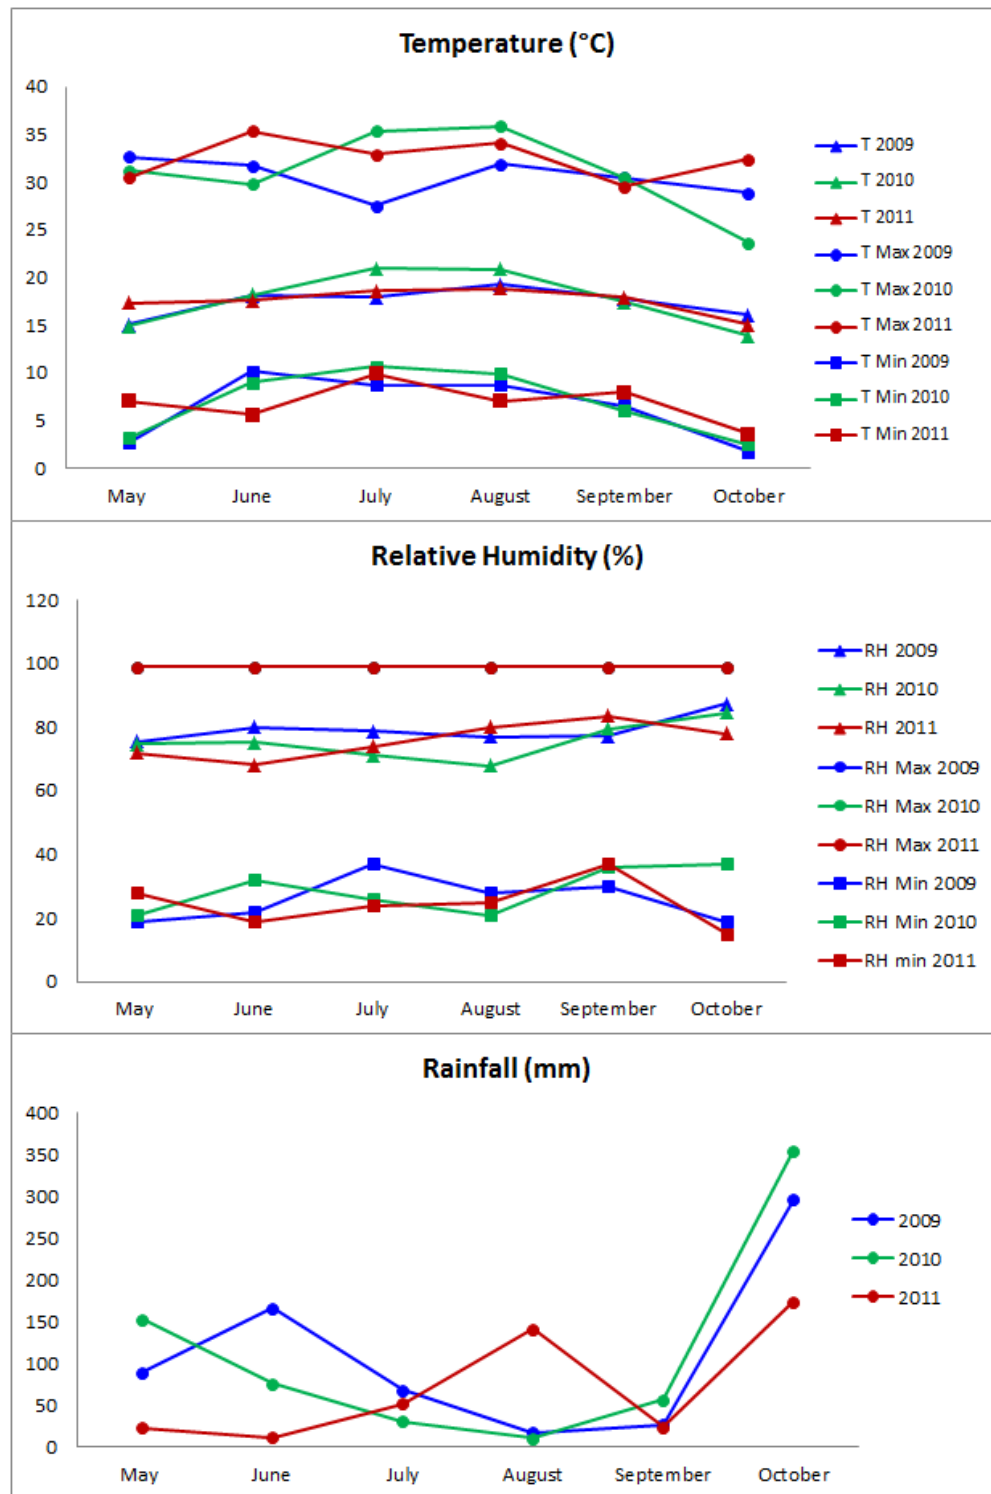 Temperature (°C)
40
35
30
25
20
15
10
5
0
May June July August September October
T 2009
T 2010
T 2011
T Max 2009
T Max 2010
T Max 2011
T Min 2009
T Min 2010
T Min 2011
Relative Humidity (%)
120
100
80
60
40
20
0
May June July August September October
RH 2009
RH 2010
RH 2011
RH Max 2009
RH Max 2010
RH Max 2011
RH Min 2009
RH Min 2010
RH min 2011
Rainfall (mm)
400
350
300
250
200
150
100
50
0
May June July August September October
2009
2010
2011